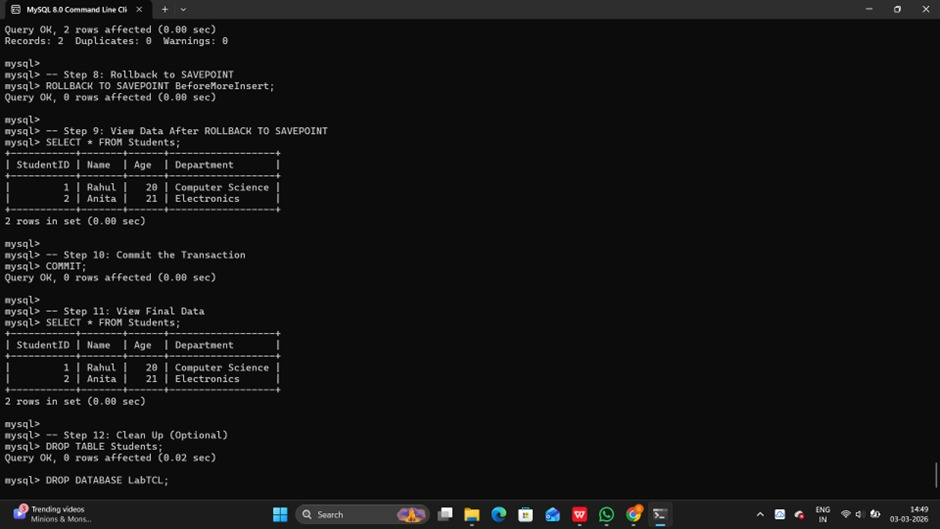 MySQL 8.0 Command Line Cli
Query OK, 2 rows affected (0.00 sec)
Records: 2  Duplicates: 0  Warnings: 0
mysql>
mysql> -- Step 8: Rollback to SAVEPOINT
mysql> ROLLBACK TO SAVEPOINT BeforeMoreInsert;
Query OK, 0 rows affected (0.00 sec)
mysql>
mysql> -- Step 9: View Data After ROLLBACK TO SAVEPOINT
mysql> SELECT * FROM Students;
+-----------+-------+------+------------------+
| StudentID | Name  | Age  | Department       |
+-----------+-------+------+------------------+
|         1 | Rahul |   20 | Computer Science |
|         2 | Anita |   21 | Electronics      |
+-----------+-------+------+------------------+
2 rows in set (0.00 sec)
mysql>
mysql> -- Step 10: Commit the Transaction
mysql> COMMIT;
Query OK, 0 rows affected (0.00 sec)
mysql>
mysql> -- Step 11: View Final Data
mysql> SELECT * FROM Students;
+-----------+-------+------+------------------+
| StudentID | Name  | Age  | Department       |
+-----------+-------+------+------------------+
|         1 | Rahul |   20 | Computer Science |
|         2 | Anita |   21 | Electronics      |
+-----------+-------+------+------------------+
2 rows in set (0.00 sec)
mysql>
mysql> -- Step 12: Clean Up (Optional)
mysql> DROP TABLE Students;
Query OK, 0 rows affected (0.02 sec)
mysql> DROP DATABASE LabTCL;
Trending videos
Minions & Mons...
Search
ENG
IN
14:49
03-03-2026